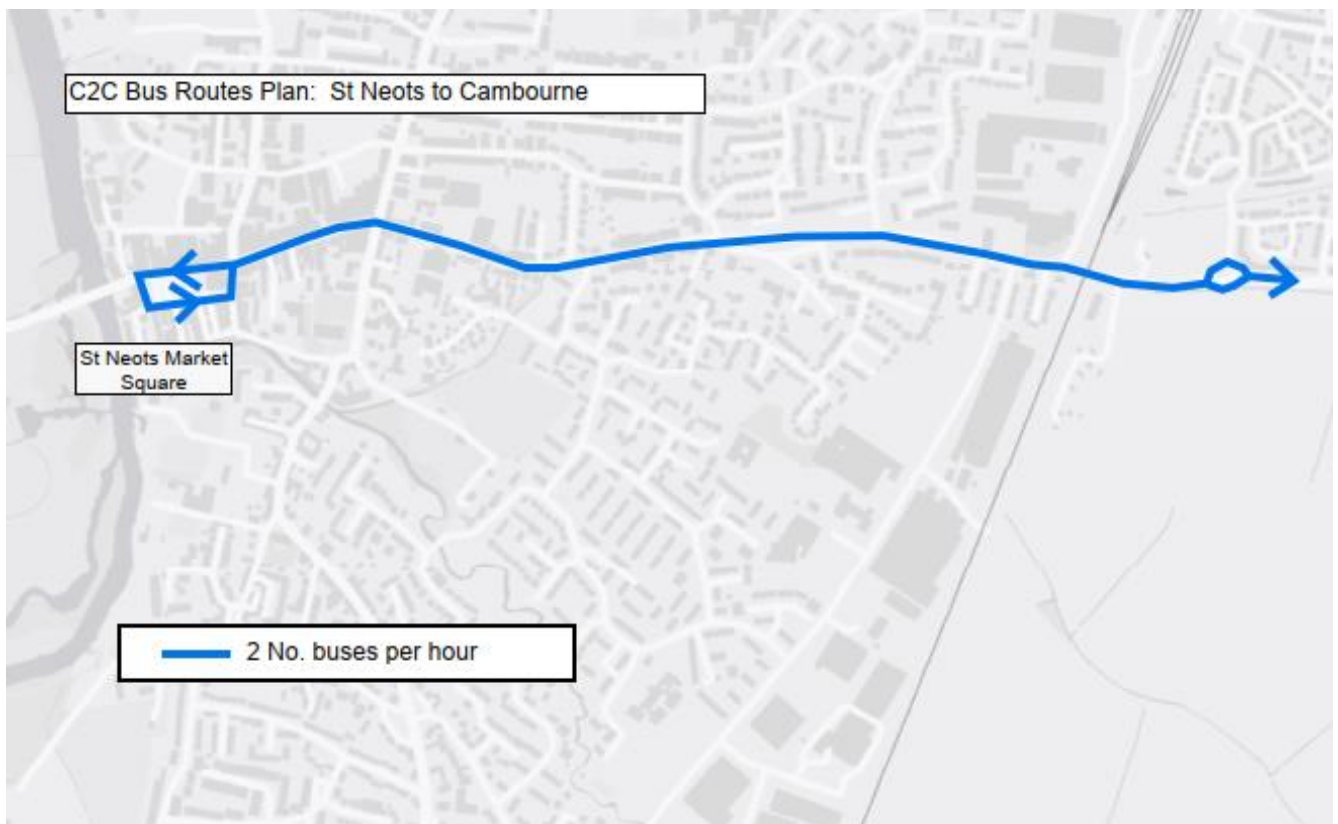 C2C Bus Routes Plan: St Neots to Cambourne
St Neots Market
Square
2 No. buses per hour